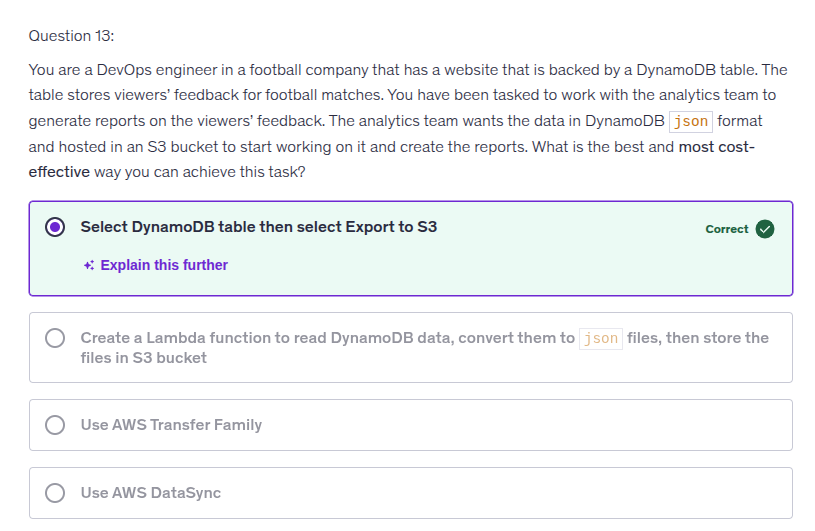 Question 13:
You are a DevOps engineer in a football company that has a website that is backed by a DynamoDB table. The
table stores viewers’ feedback for football matches. You have been tasked to work with the analytics team to
generate reports on the viewers’ feedback. The analytics team wants the data in DynamoDB json format
and hosted in an S3 bucket to start working on it and create the reports. What is the best and most cost-
effective way you can achieve this task?
Select DynamoDB table then select Export to S3
Correct
Explain this further
Create a Lambda function to read DynamoDB data, convert them to json files, then store the
files in S3 bucket
Use AWS Transfer Family
Use AWS DataSync